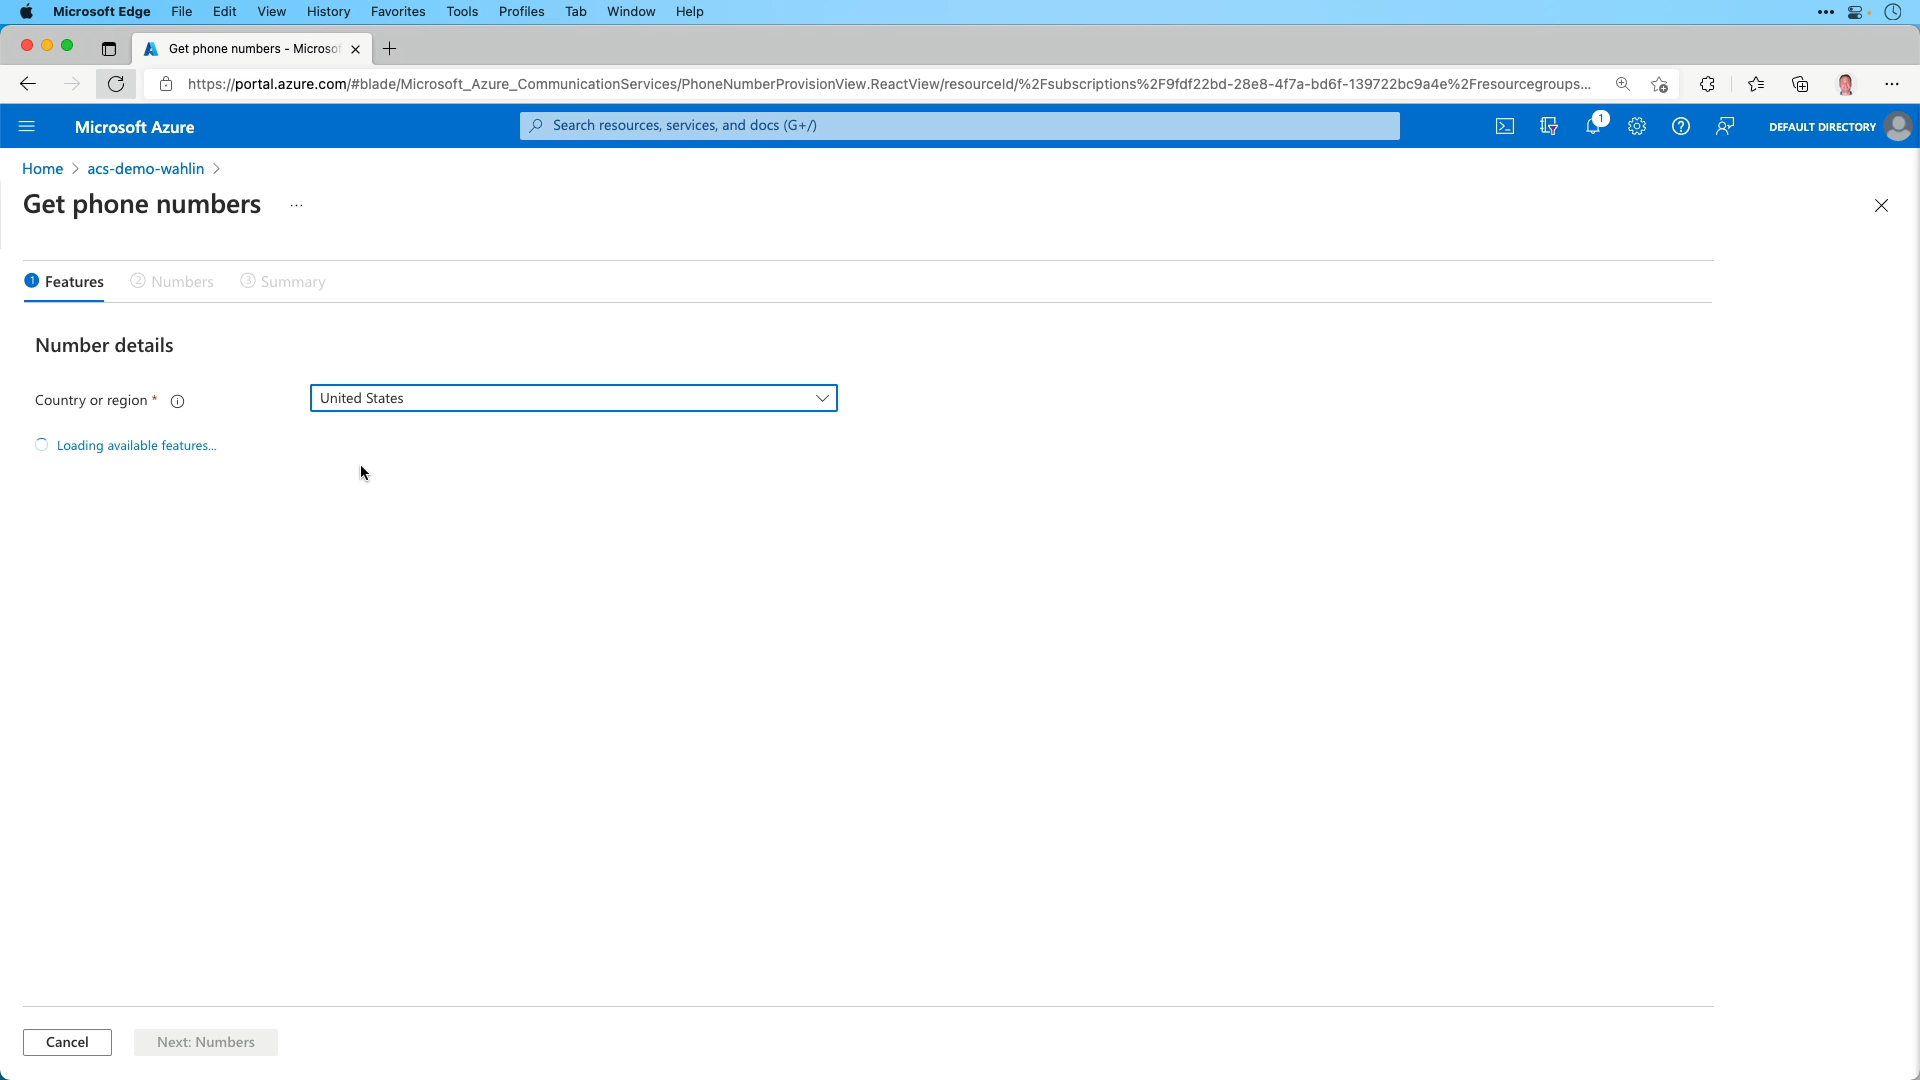 Microsoft Edge File Edit View History Favorites Tools Profiles Tab Window Help
Get phone numbers - Microsof
https://portal.azure.com/#blade/Microsoft_Azure_CommunicationServices/PhoneNumberProvisionView.ReactView/resourceId/%2Fsubscriptions%2F9fdf22bd-28e8-4f7a-bd6f-139722bc9a4e%2Fresourcegroups...
Microsoft Azure
Search resources, services, and docs (G+/)
1
DEFAULT DIRECTORY
Home > acs-demo-wahlin >
Get phone numbers ...
1 Features 2 Numbers 3 Summary
Number details
Country or region *
United States
Loading available features...
Cancel
Next: Numbers